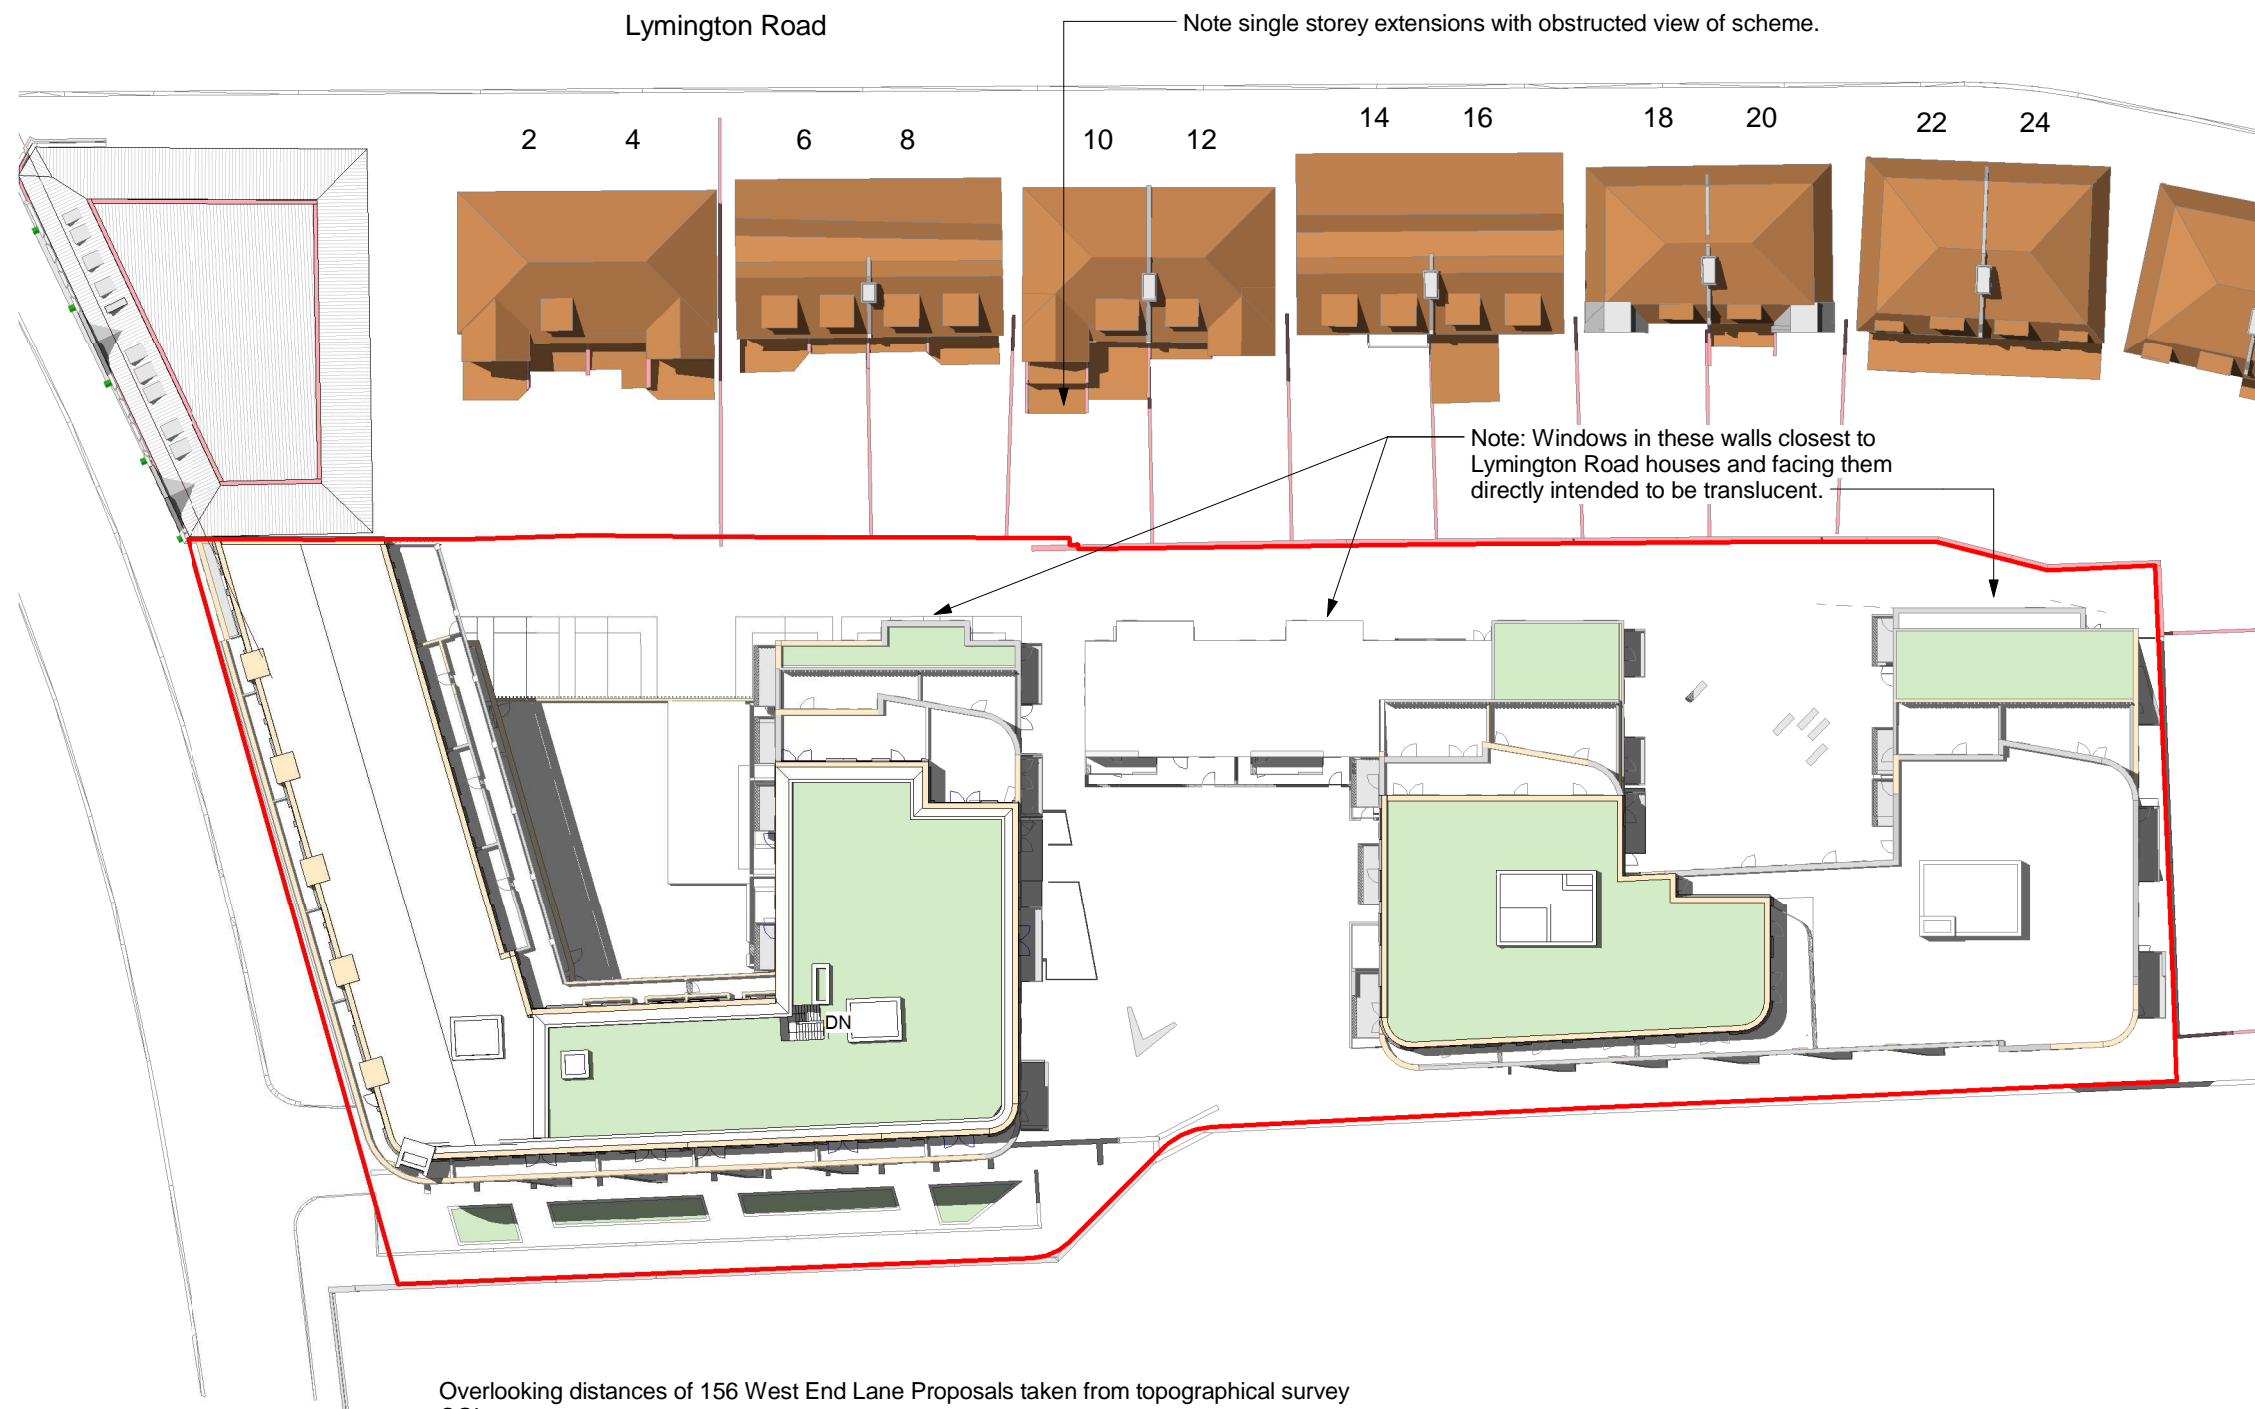 Lymington Road
Note single storey extensions with obstructed view of scheme.
2 4 6 8 10 12 14 16 18 20 22 24
Note: Windows in these walls closest to
Lymington Road houses and facing them
directly intended to be translucent.
DN
Overlooking distances of 156 West End Lane Proposals taken from topographical survey